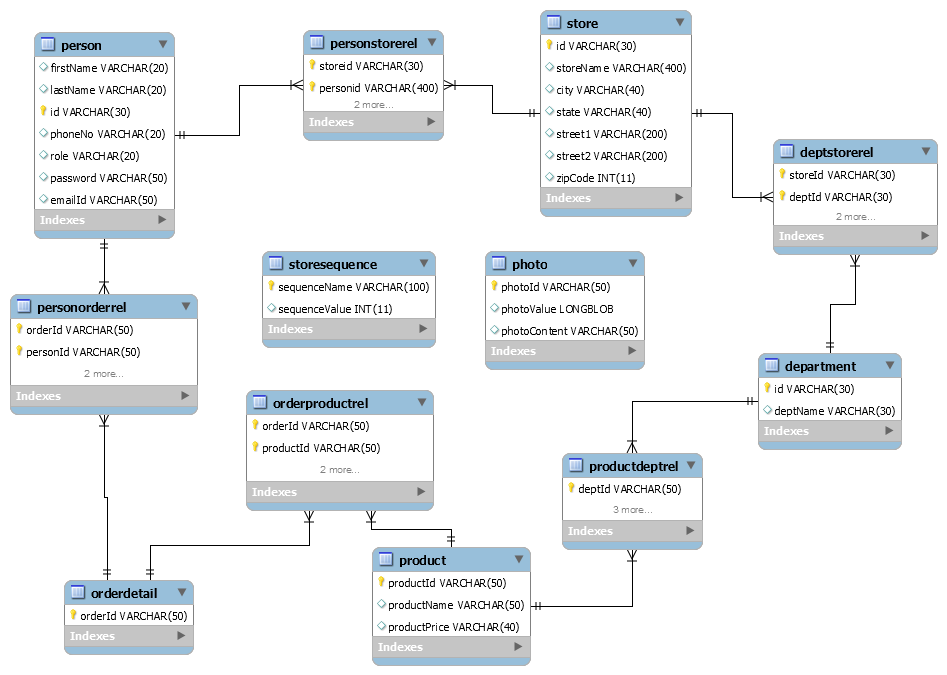 person
firstName VARCHAR(20)
lastName VARCHAR(20)
id VARCHAR(30)
phoneNo VARCHAR(20)
role VARCHAR(20)
password VARCHAR(50)
emailId VARCHAR(50)
Indexes
personstorerel
storeid VARCHAR(30)
personid VARCHAR(400)
2 more...
Indexes
store
id VARCHAR(30)
storeName VARCHAR(400)
city VARCHAR(40)
state VARCHAR(40)
street1 VARCHAR(200)
street2 VARCHAR(200)
zipCode INT(11)
Indexes
deptstorerel
storeId VARCHAR(30)
deptId VARCHAR(30)
2 more...
Indexes
storesequence
sequenceName VARCHAR(100)
sequenceValue INT(11)
Indexes
photo
photoId VARCHAR(50)
photoValue LONGBLOB
photoContent VARCHAR(50)
Indexes
personorderrel
orderId VARCHAR(50)
personId VARCHAR(50)
2 more...
Indexes
department
id VARCHAR(30)
deptName VARCHAR(30)
Indexes
orderproductrel
orderId VARCHAR(50)
productId VARCHAR(50)
2 more...
Indexes
productdeptrel
deptId VARCHAR(50)
3 more...
Indexes
orderdetail
orderId VARCHAR(50)
Indexes
product
productId VARCHAR(50)
productName VARCHAR(50)
productPrice VARCHAR(40)
Indexes